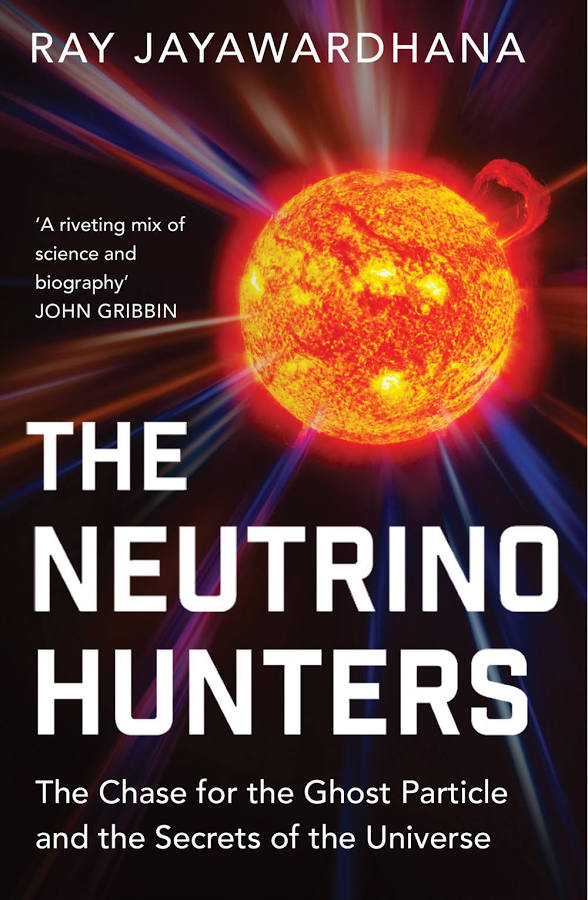 RAY JAYAWARDHANA
‘A riveting mix of
science and
biography’
JOHN GRIBBIN
THE
NEUTRINO
HUNTERS
The Chase for the Ghost Particle
and the Secrets of the Universe